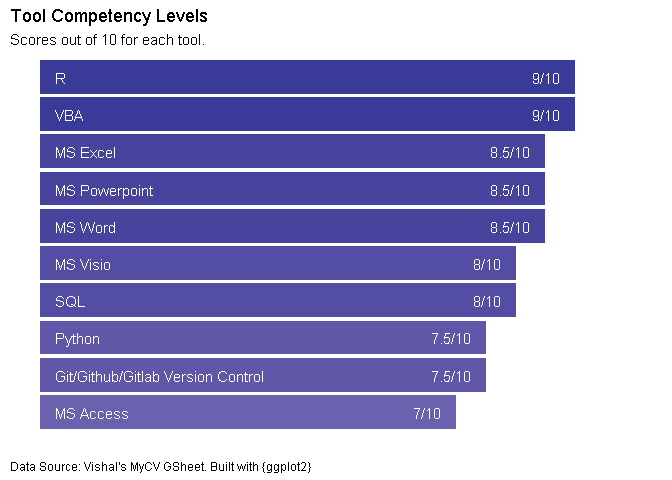 Tool Competency Levels
Scores out of 10 for each tool.
R 9/10
VBA 9/10
MS Excel 8.5/10
MS Powerpoint 8.5/10
MS Word 8.5/10
MS Visio 8/10
SQL 8/10
Python 7.5/10
Git/Github/Gitlab Version Control 7.5/10
MS Access 7/10
Data Source: Vishal's MyCV GSheet. Built with {ggplot2}